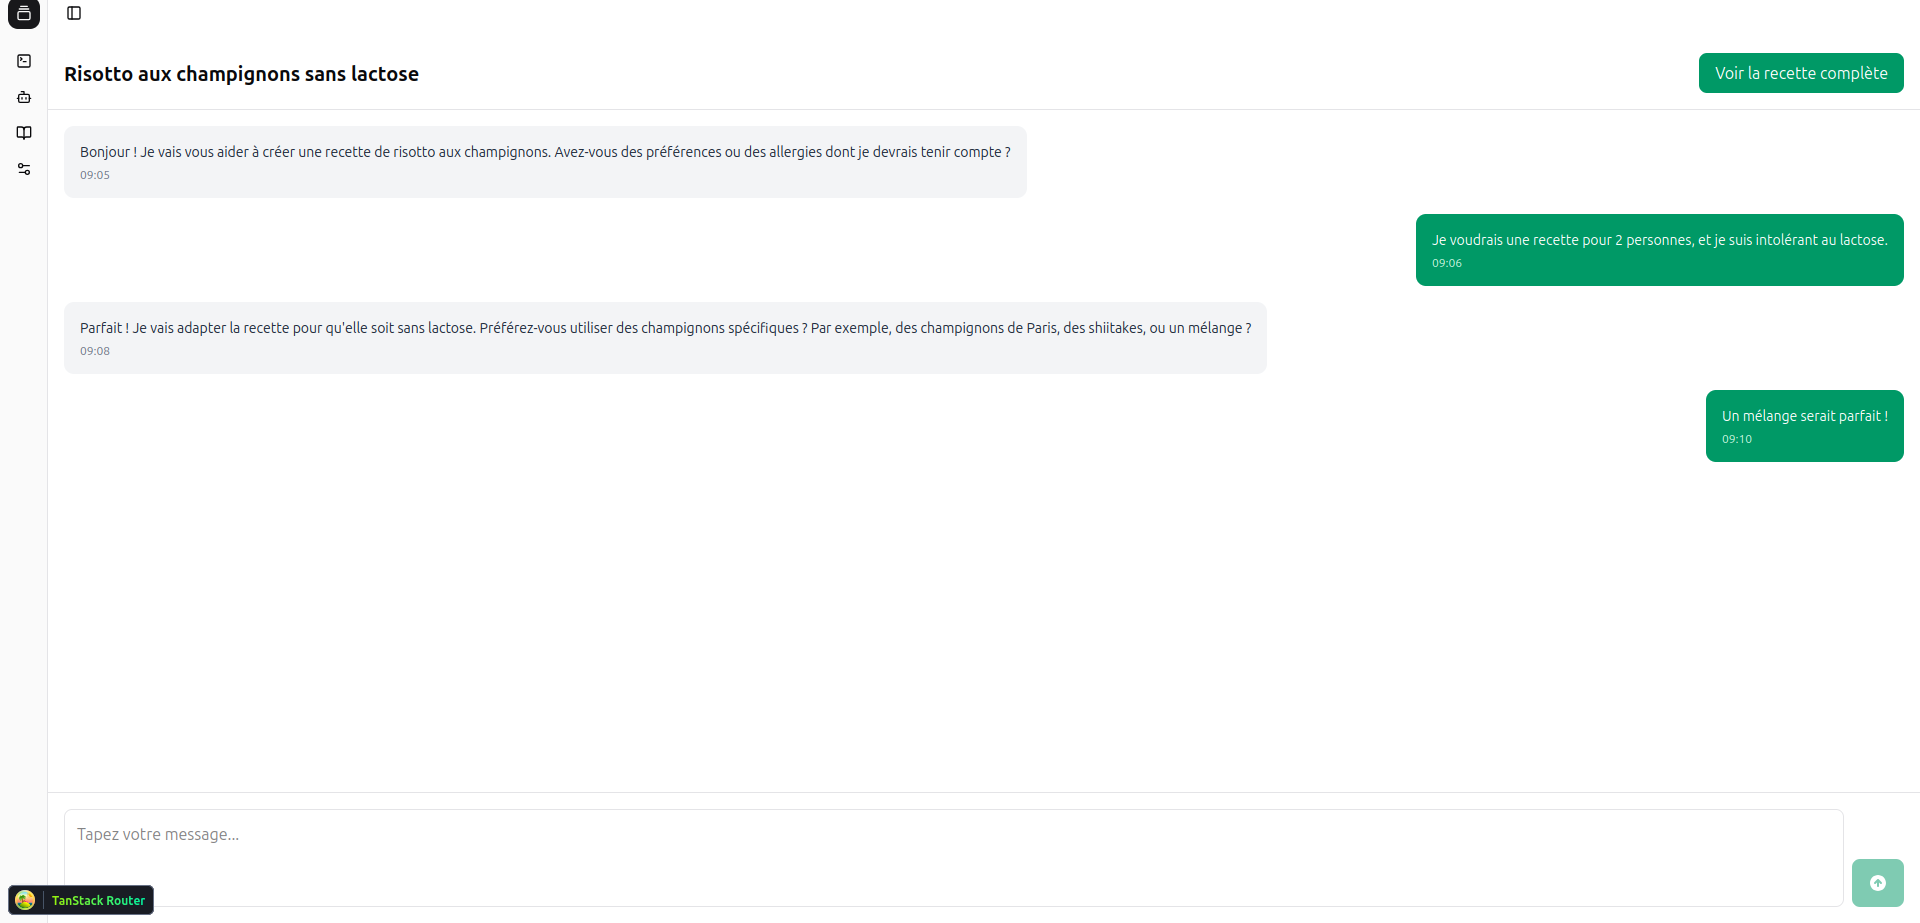 Risotto aux champignons sans lactose
Voir la recette complète
Bonjour ! Je vais vous aider à créer une recette de risotto aux champignons. Avez-vous des préférences ou des allergies dont je devrais tenir compte ?
09:05
Je voudrais une recette pour 2 personnes, et je suis intolérant au lactose.
09:06
Parfait ! Je vais adapter la recette pour qu'elle soit sans lactose. Préférez-vous utiliser des champignons spécifiques ? Par exemple, des champignons de Paris, des shiitakes, ou un mélange ?
09:08
Un mélange serait parfait !
09:10
Tapez votre message...
TanStack Router